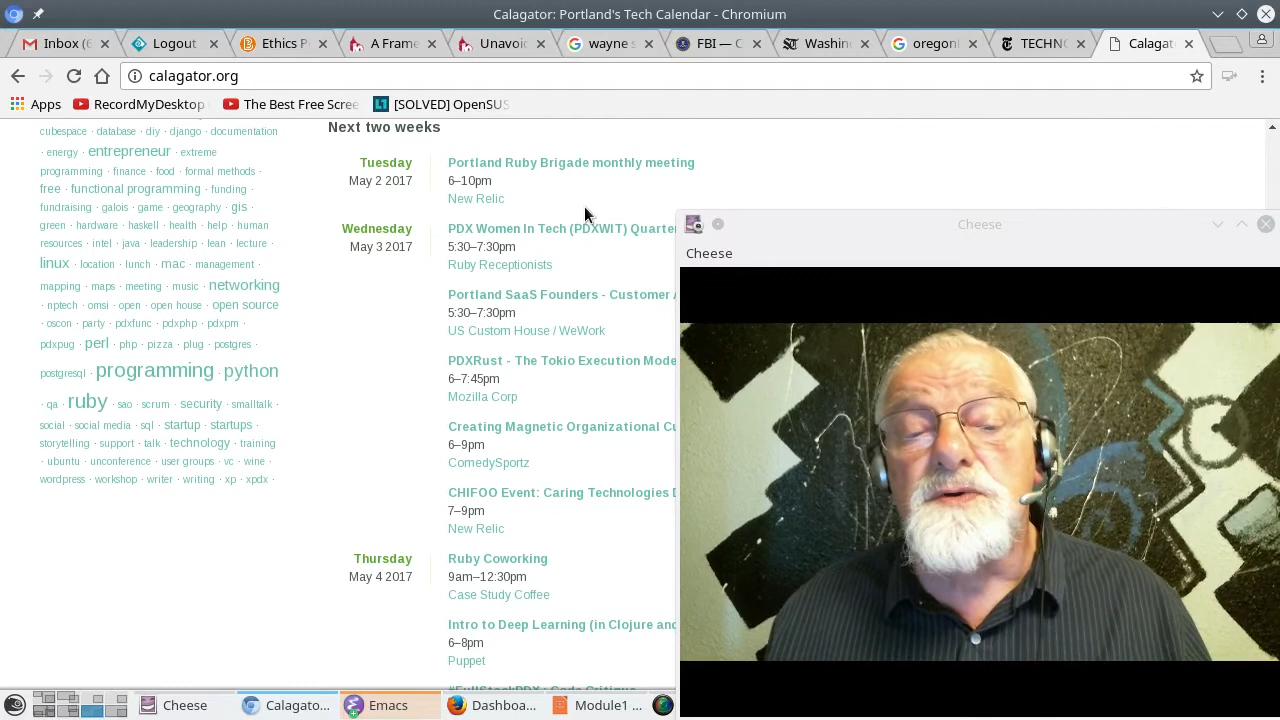 Calagator: Portland's Tech Calendar - Chromium
Inbox (6
Logout
Ethics P
A Frame
Unavoid
wayne s
FBI — C
Washin
oregonl
TECHNO
Calagat
calagator.org
Apps
RecordMyDesktop
The Best Free Scree
[SOLVED] OpenSUS
cubespace · database · diy · django · documentation
· energy · entrepreneur · extreme
programming · finance · food · formal methods ·
free · functional programming · funding ·
fundraising · galois · game · geography · gis ·
green · hardware · haskell · health · help · human
resources · intel · java · leadership · lean · lecture ·
linux · location · lunch · mac · management ·
mapping · maps · meeting · music · networking
· nptech · omsi · open · open house · open source
· oscon · party · pdxfunc · pdxphp · pdxpm ·
pdxpug · perl · php · pizza · plug · postgres ·
postgresql · programming · python
· qa · ruby · sao · scrum · security · smalltalk ·
social · social media · sql · startup · startups ·
storytelling · support · talk · technology · training
· ubuntu · unconference · user groups · vc · wine ·
wordpress · workshop · writer · writing · xp · xpdx ·
Next two weeks
Tuesday
May 2 2017
Portland Ruby Brigade monthly meeting
6–10pm
New Relic
Wednesday
May 3 2017
PDX Women In Tech (PDXWIT) Quarte
5:30–7:30pm
Ruby Receptionists
Portland SaaS Founders - Customer A
5:30–7:30pm
US Custom House / WeWork
PDXRust - The Tokio Execution Mode
6–7:45pm
Mozilla Corp
Creating Magnetic Organizational Cu
6–9pm
ComedySportz
CHIFOO Event: Caring Technologies D
7–9pm
New Relic
Thursday
May 4 2017
Ruby Coworking
9am–12:30pm
Case Study Coffee
Intro to Deep Learning (in Clojure and
6–8pm
Puppet
#FullStackPDX : Code Critique
Cheese
Cheese
Cheese
Calagato...
Emacs
Dashboa...
Module1 ...